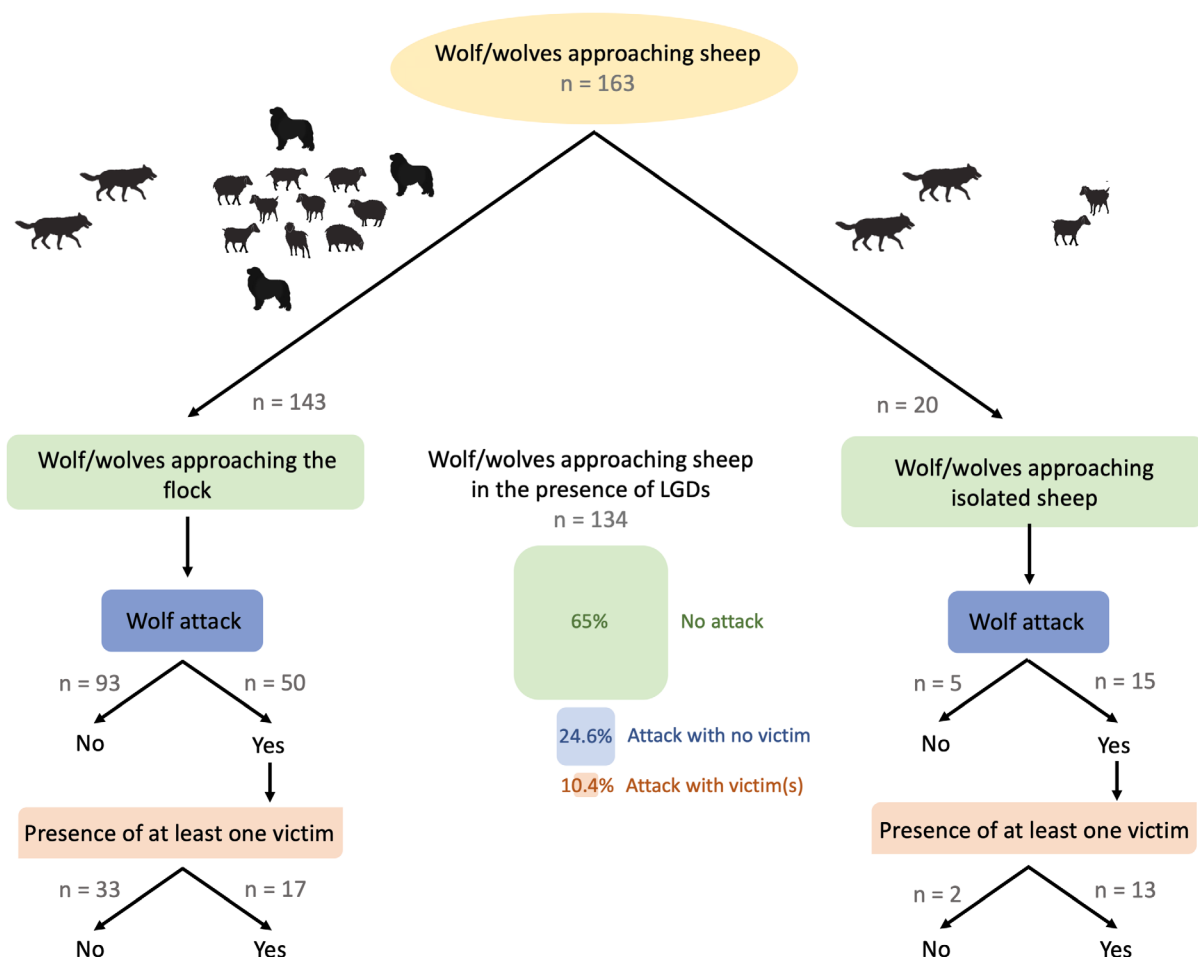 Wolf/wolves approaching sheep
n = 163
n = 143
n = 20
Wolf/wolves approaching the
flock
Wolf/wolves approaching sheep
in the presence of LGDs
n = 134
Wolf/wolves approaching
isolated sheep
Wolf attack
n = 93
n = 50
No
Yes
Presence of at least one victim
n = 33
n = 17
No
Yes
65%
No attack
24.6%
Attack with no victim
10.4%
Attack with victim(s)
Wolf attack
n = 5
n = 15
No
Yes
Presence of at least one victim
n = 2
n = 13
No
Yes